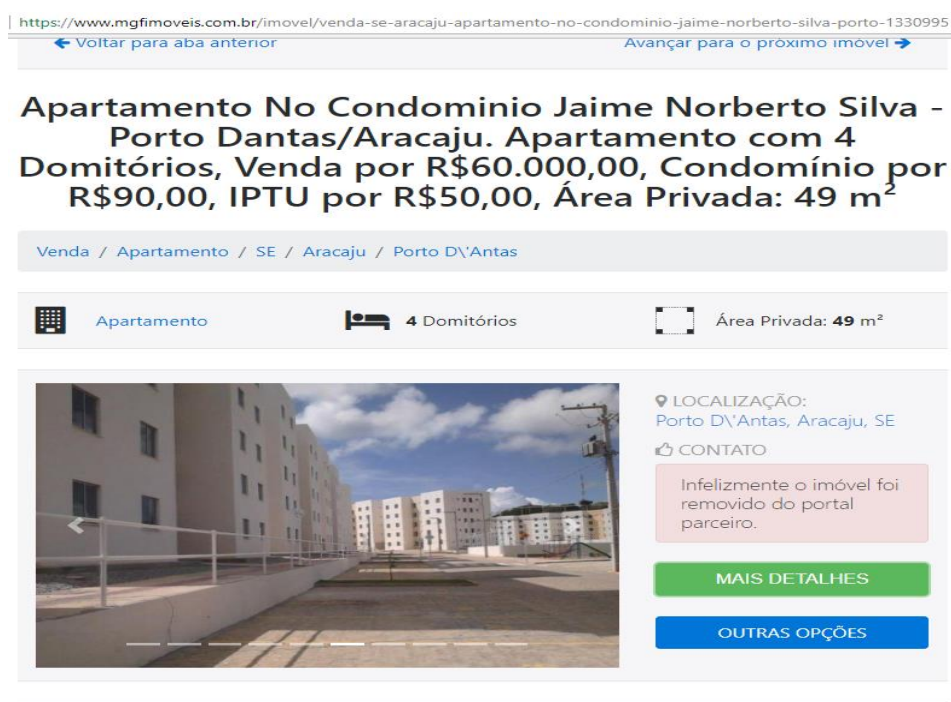 https://www.mgfimoveis.com.br/imovel/venda-se-aracaju-apartamento-no-condominio-jaime-norberto-silva-porto-1330995
Voltar para aba anterior
Avançar para o próximo imóvel
Apartamento No Condominio Jaime Norberto Silva -
Porto Dantas/Aracaju. Apartamento com 4
Domitórios, Venda por R$60.000,00, Condomínio por
R$90,00, IPTU por R$50,00, Área Privada: 49 m²
Venda / Apartamento / SE / Aracaju / Porto D\'Antas
Apartamento
4 Domitórios
Área Privada: 49 m²
LOCALIZAÇÃO:
Porto D\'Antas, Aracaju, SE
CONTATO
Infelizmente o imóvel foi
removido do portal
parceiro.
MAIS DETALHES
OUTRAS OPÇÕES